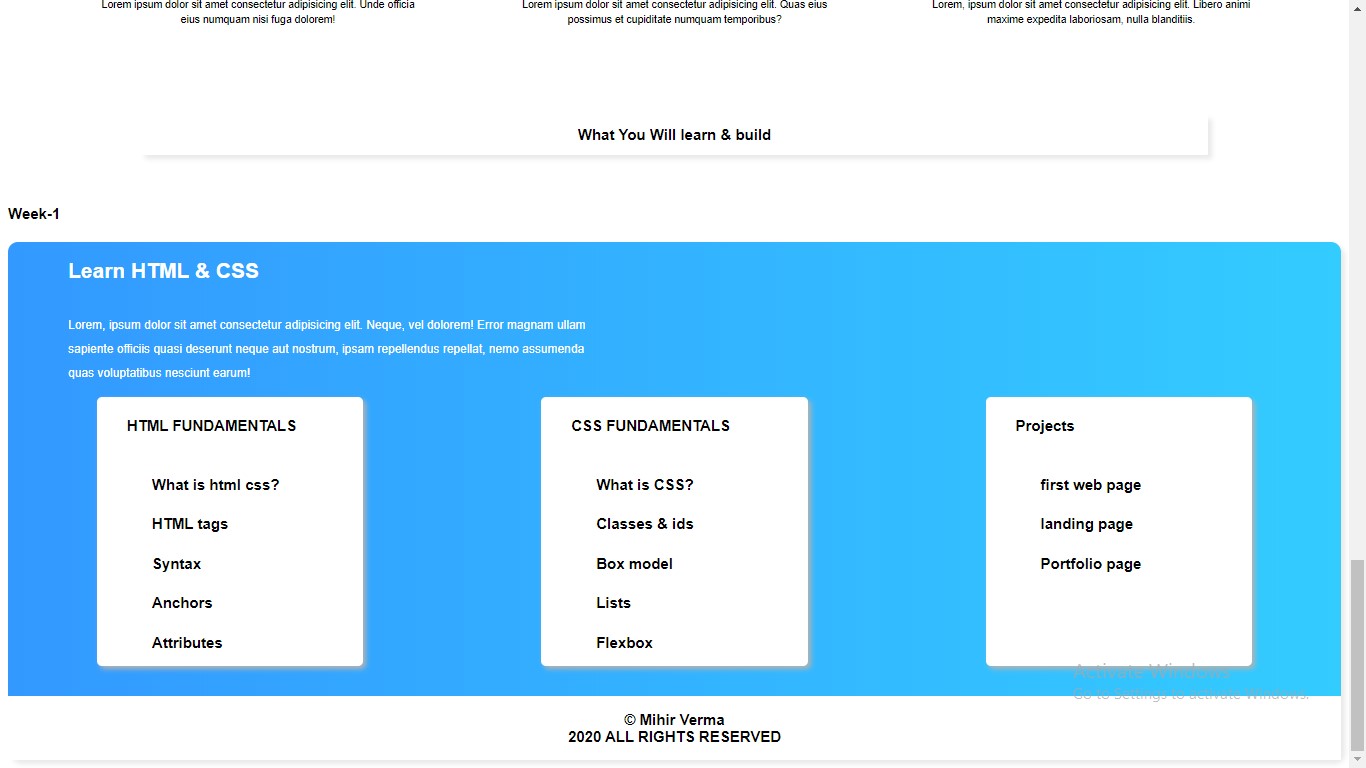 Lorem ipsum dolor sit amet consectetur adipisicing elit. Unde officia
eius numquam nisi fuga dolorem!
Lorem ipsum dolor sit amet consectetur adipisicing elit. Quas eius
possimus et cupiditate numquam temporibus?
Lorem, ipsum dolor sit amet consectetur adipisicing elit. Libero animi
maxime expedita laboriosam, nulla blanditiis.
What You Will learn & build
Week-1
Learn HTML & CSS
Lorem, ipsum dolor sit amet consectetur adipisicing elit. Neque, vel dolorem! Error magnam ullam
sapiente officiis quasi deserunt neque aut nostrum, ipsam repellendus repellat, nemo assumenda
quas voluptatibus nesciunt earum!
HTML FUNDAMENTALS
What is html css?
HTML tags
Syntax
Anchors
Attributes
CSS FUNDAMENTALS
What is CSS?
Classes & ids
Box model
Lists
Flexbox
Projects
first web page
landing page
Portfolio page
Activate Windows
Go to Settings to activate Windows.
© Mihir Verma
2020 ALL RIGHTS RESERVED